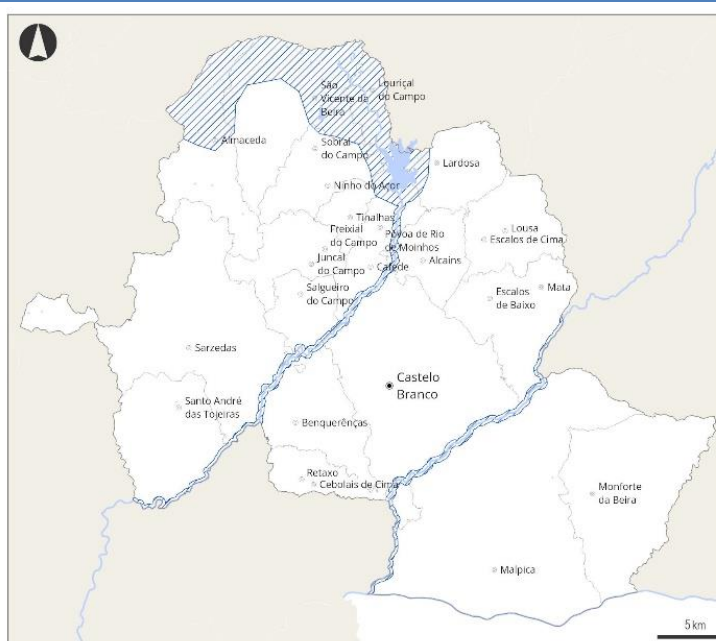 São
Vicente da
Beira
Louriçal
do Campo
Almaceda
Sobral
do Campo
Lardosa
Ninho do Açor
Tinalhas
Freixial
do Campo
Póvoa de Rio
de Moinhos
Lousa
Escalos de Cima
Juncal
do Campo
Cafede
Alcains
Salgueiro
do Campo
Escalos
de Baixo
Mata
Sarzedas
Castelo
Branco
Santo André
das Tojeiras
Benquerênças
Retaxo
Cebolais de Cima
Monforte
da Beira
Malpica
5 km